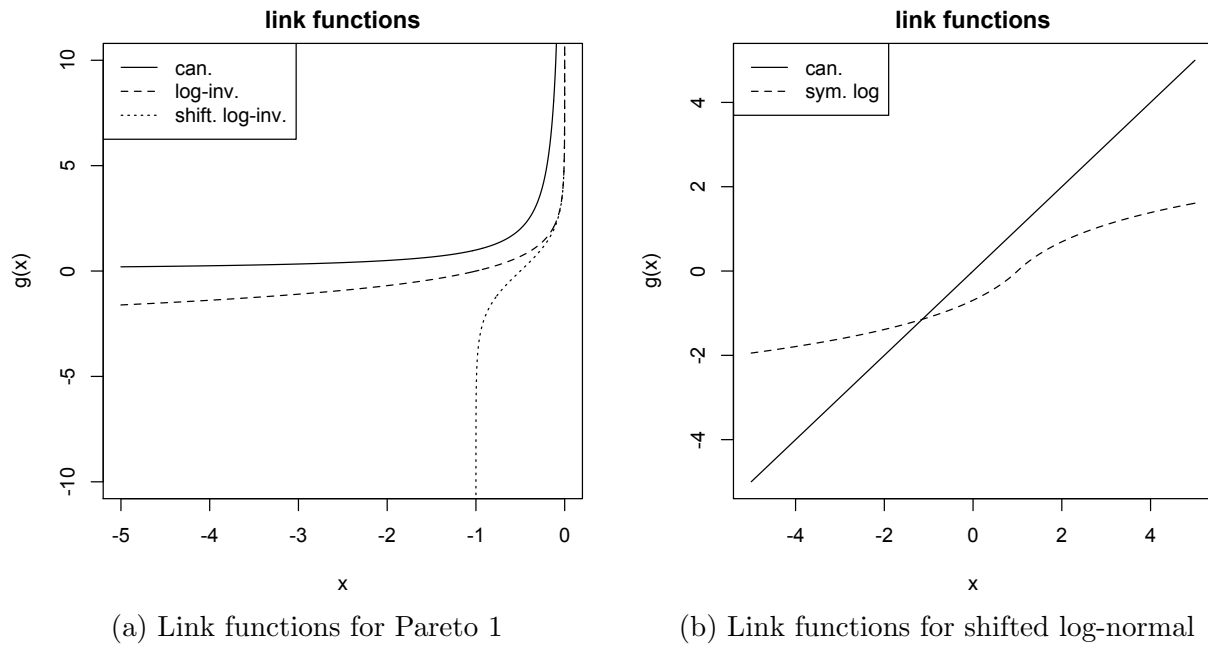 link functions
can.
log-inv.
shift. log-inv.
10
5
0
-5
-10
g(x)
-5 -4 -3 -2 -1 0
x
(a) Link functions for Pareto 1
link functions
can.
sym. log
4
2
0
-2
-4
g(x)
-4 -2 0 2 4
x
(b) Link functions for shifted log-normal